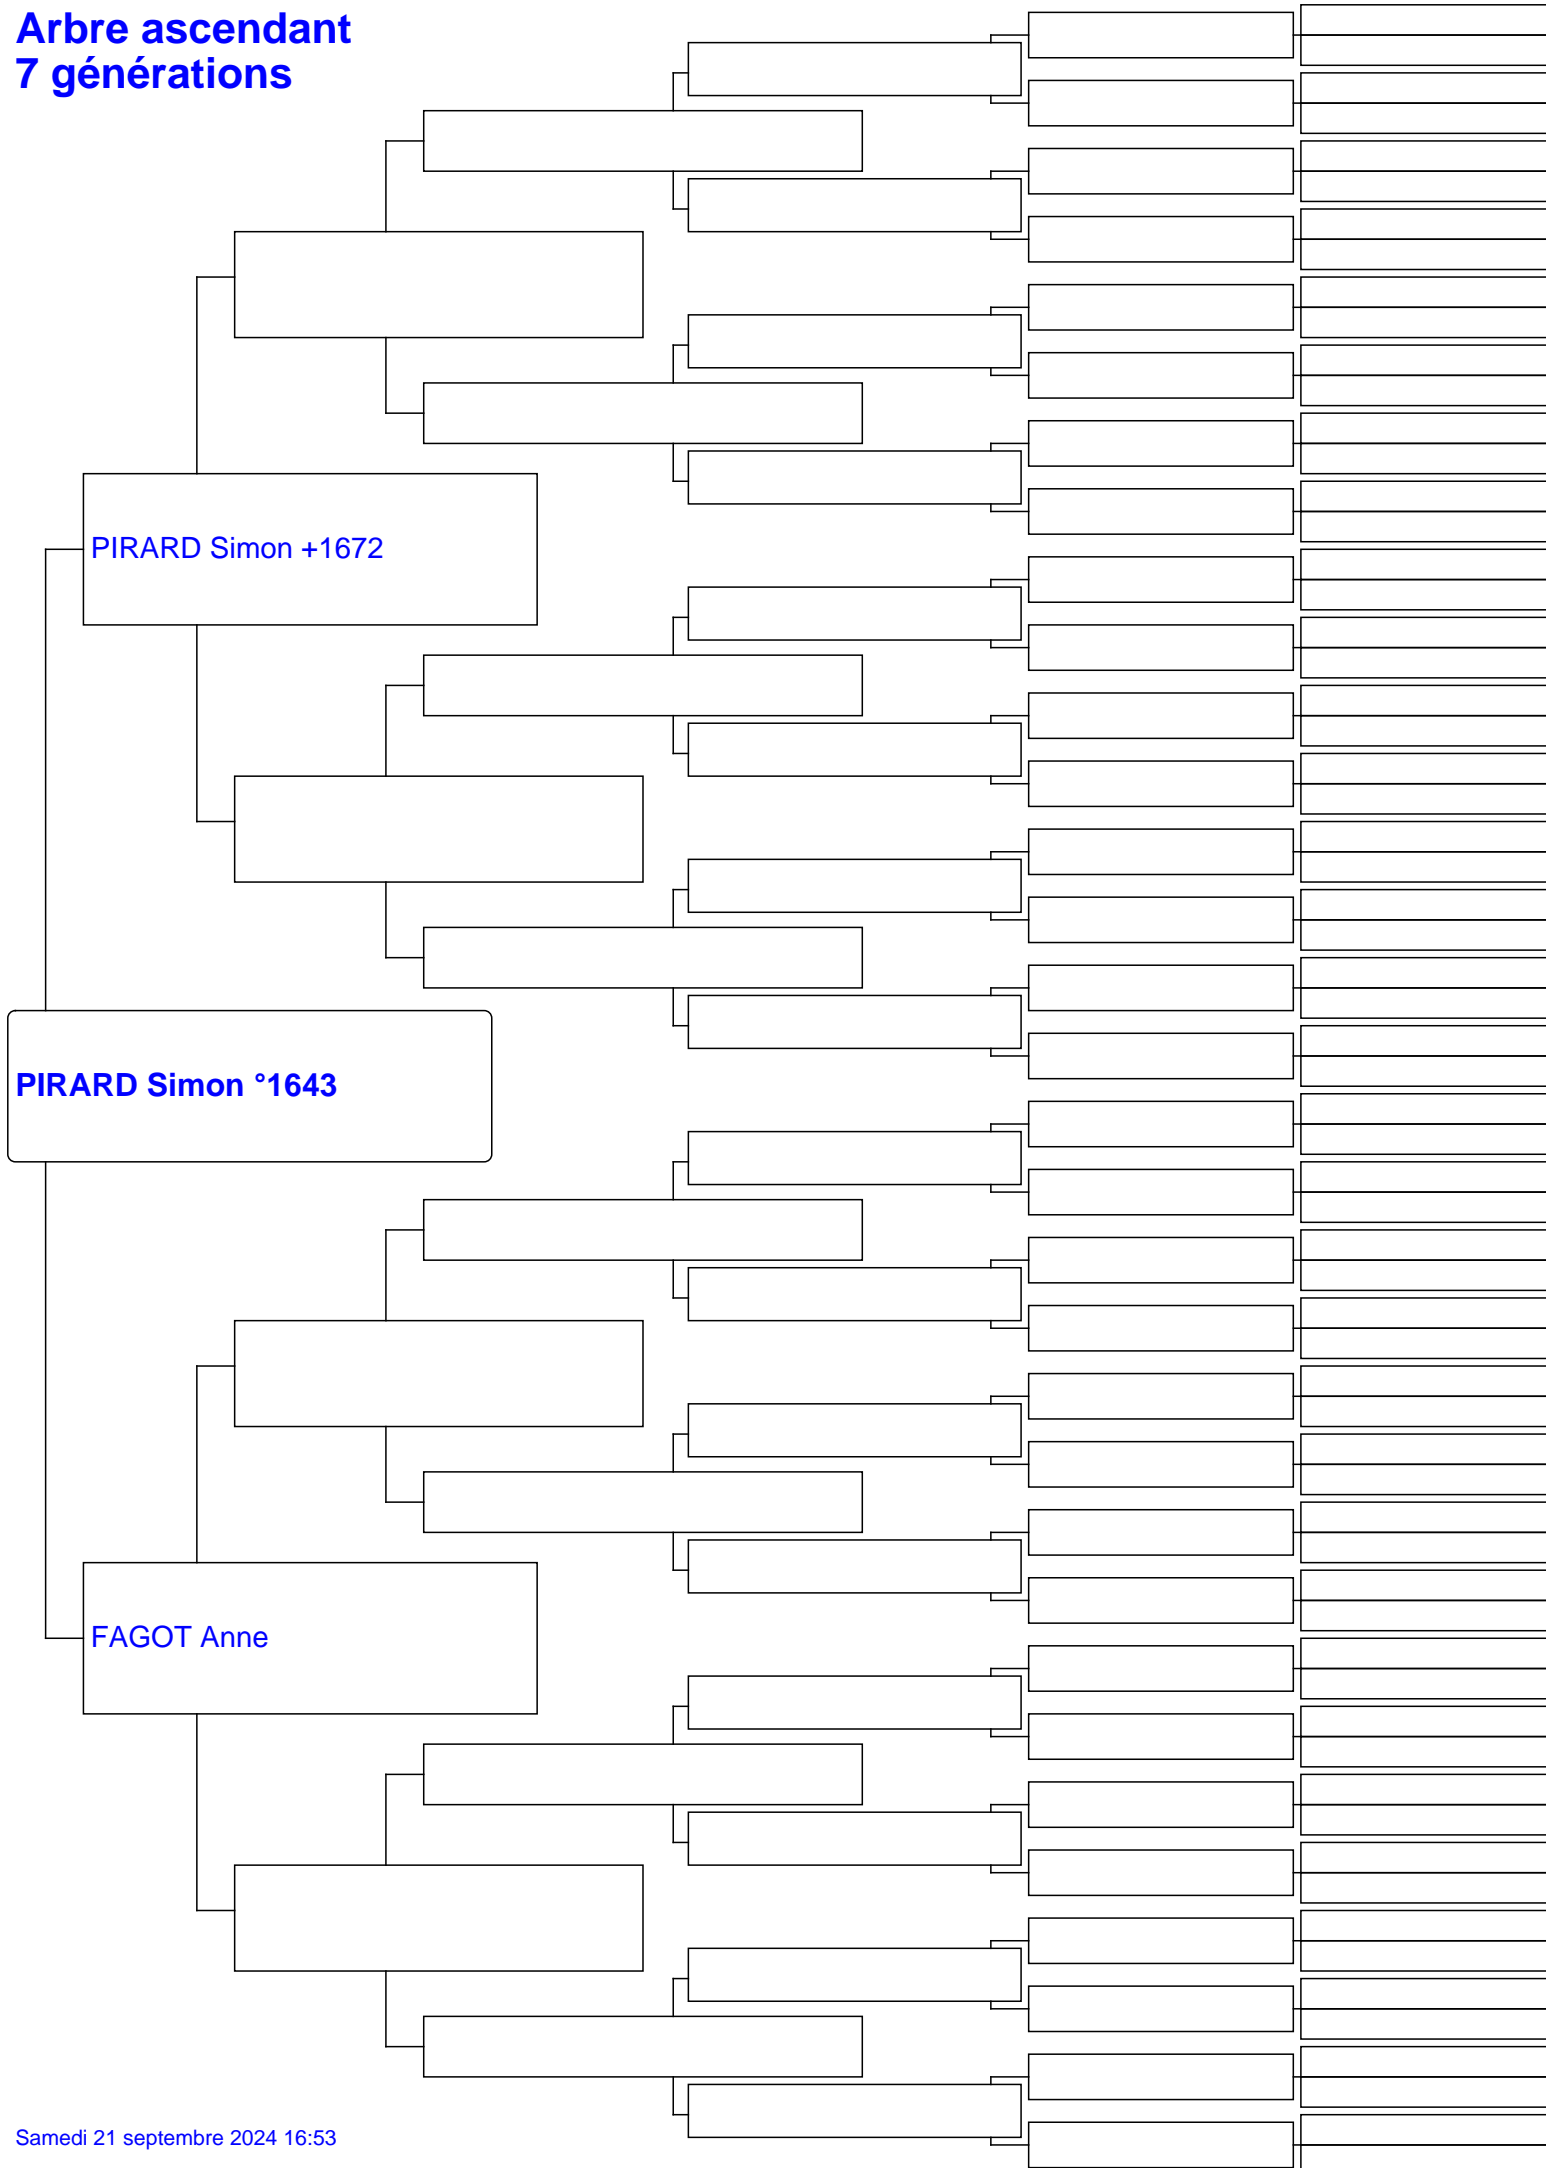 Arbre ascendant
7 générations
PIRARD Simon +1672
PIRARD Simon °1643
FAGOT Anne
Samedi 21 septembre 2024 16:53